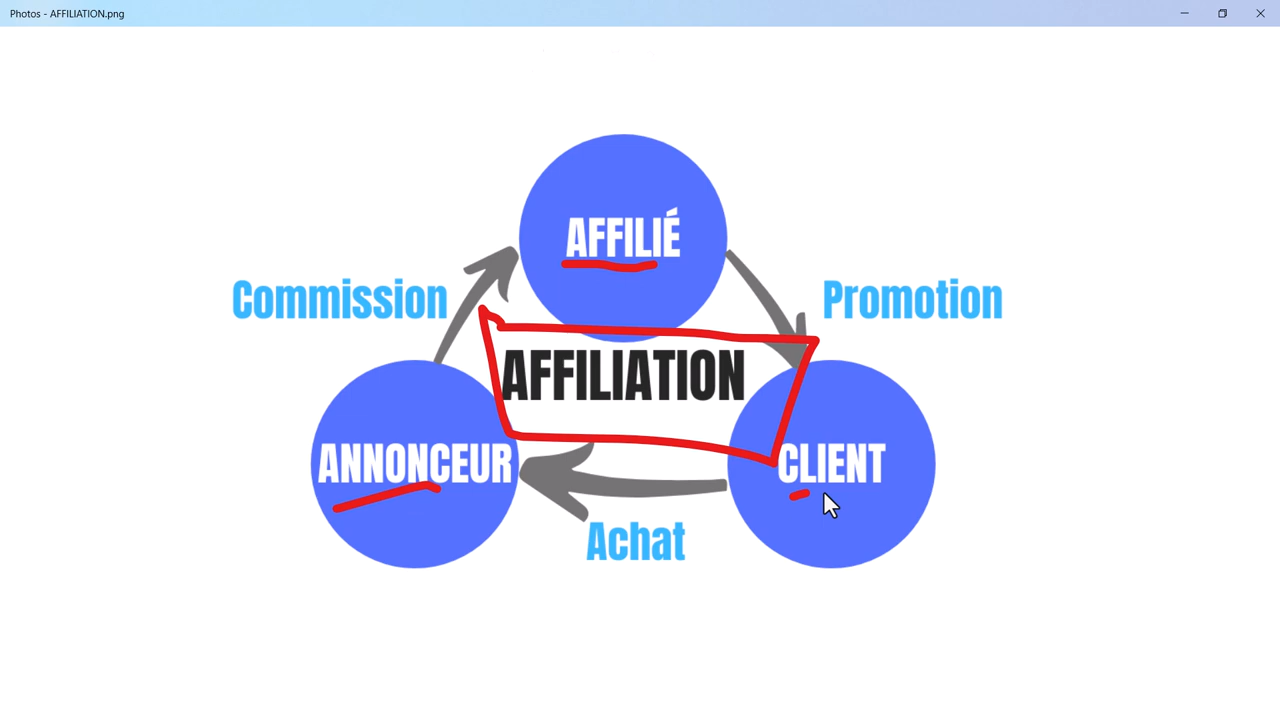 Photos - AFFILIATION.png
AFFILIÉ
Commission
Promotion
AFFILIATION
ANNONCEUR
CLIENT
Achat